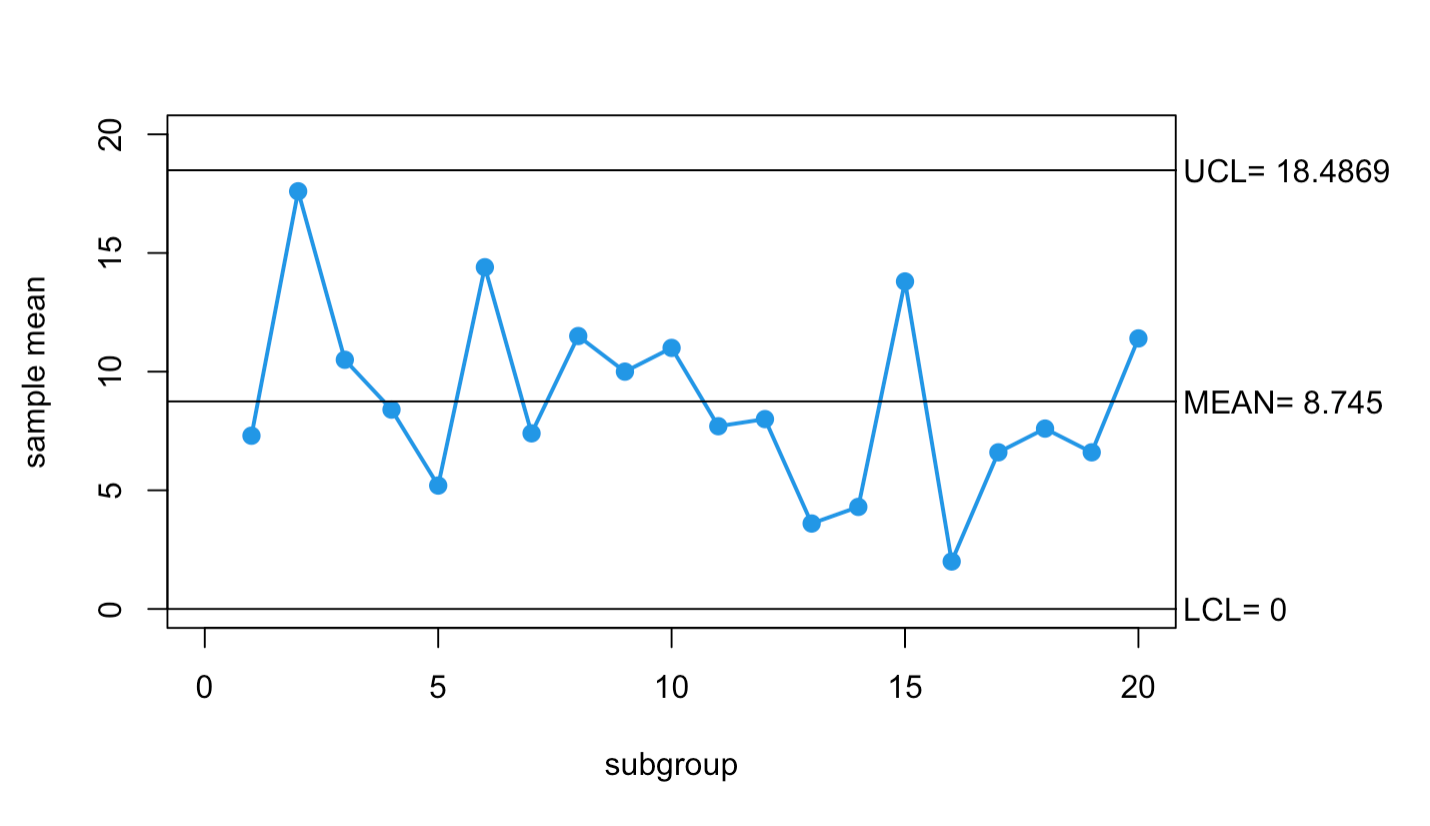 20
15
10
5
0
sample mean
UCL= 18.4869
MEAN= 8.745
LCL= 0
0 5 10 15 20
subgroup